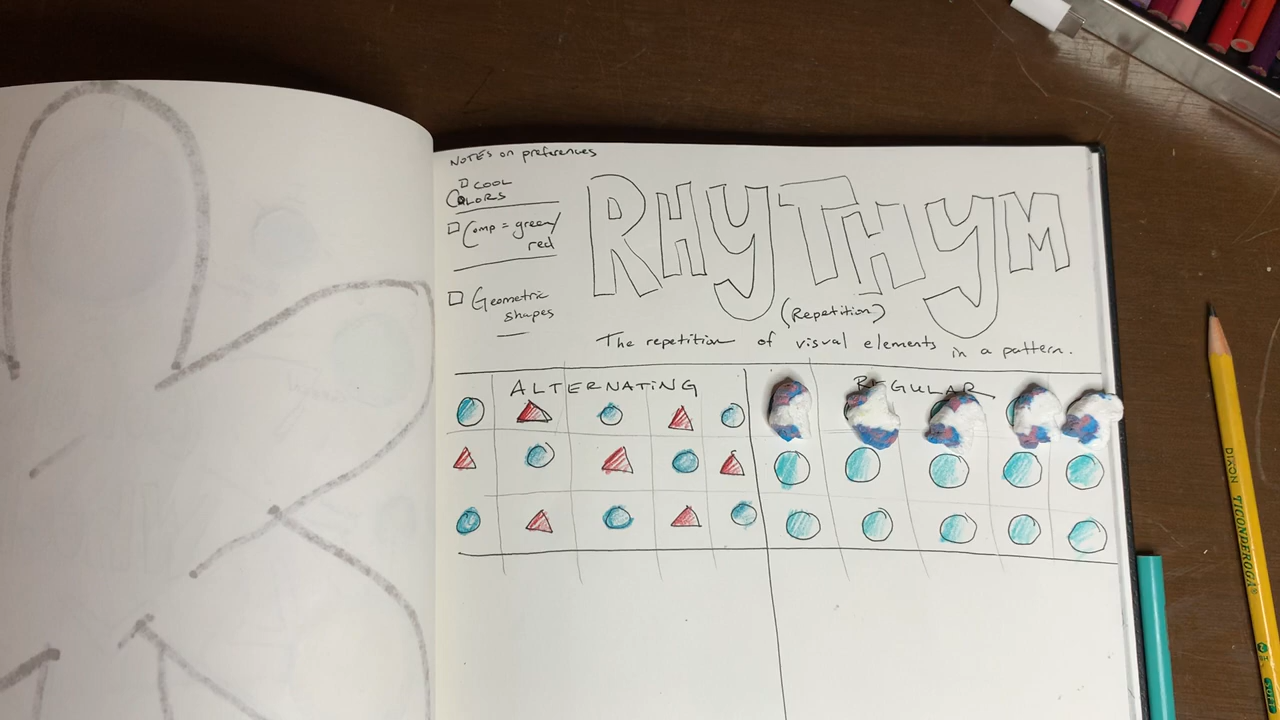 NOTES on preferences
COOL
COLORS
Comp = green/
red
Geometric
shapes
RHYTHYM
(Repetition)
The repetition of visual elements in a pattern.
ALTERNATING
REGULAR
DIXON TICONDEROGA